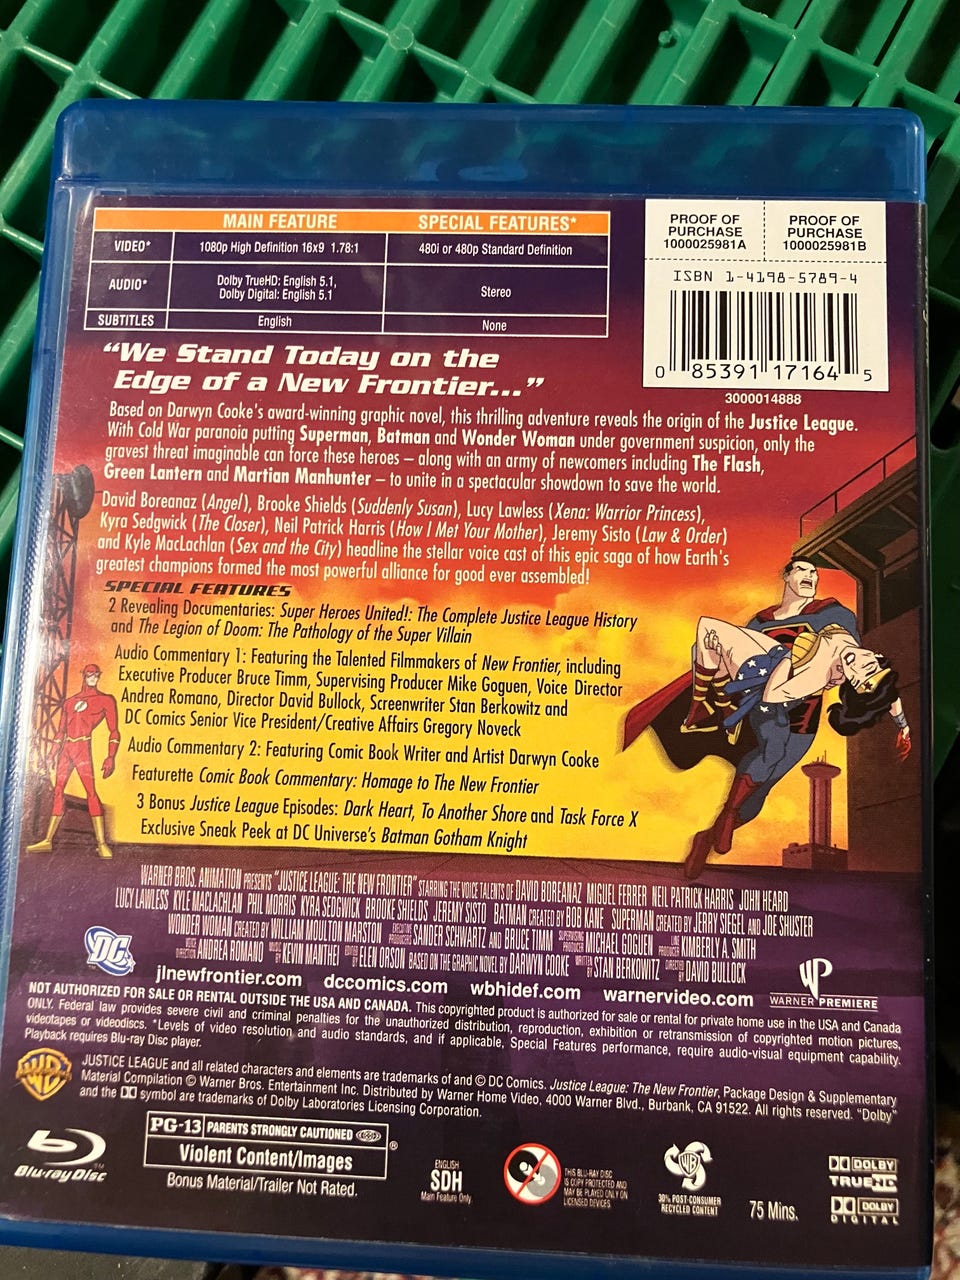 MAIN FEATURE SPECIAL FEATURES*
VIDEO* 1080p High Definition 16x9 1.78:1 480i or 480p Standard Definition
AUDIO* Dolby TrueHD: English 5.1,
Dolby Digital: English 5.1 Stereo
SUBTITLES English None
PROOF OF
PURCHASE
1000025981A
PROOF OF
PURCHASE
1000025981B
ISBN 1-4198-5789-4
0 85391 17164 5
3000014888
“We Stand Today on the
Edge of a New Frontier...”
Based on Darwyn Cooke's award-winning graphic novel, this thrilling adventure reveals the origin of the Justice League.
With Cold War paranoia putting Superman, Batman and Wonder Woman under government suspicion, only the
gravest threat imaginable can force these heroes – along with an army of newcomers including The Flash,
Green Lantern and Martian Manhunter – to unite in a spectacular showdown to save the world.
David Boreanaz (Angel), Brooke Shields (Suddenly Susan), Lucy Lawless (Xena: Warrior Princess),
Kyra Sedgwick (The Closer), Neil Patrick Harris (How I Met Your Mother), Jeremy Sisto (Law & Order)
and Kyle MacLachlan (Sex and the City) headline the stellar voice cast of this epic saga of how Earth's
greatest champions formed the most powerful alliance for good ever assembled!
SPECIAL FEATURES
2 Revealing Documentaries: Super Heroes United!: The Complete Justice League History
and The Legion of Doom: The Pathology of the Super Villain
Audio Commentary 1: Featuring the Talented Filmmakers of New Frontier, including
Executive Producer Bruce Timm, Supervising Producer Mike Goguen, Voice Director
Andrea Romano, Director David Bullock, Screenwriter Stan Berkowitz and
DC Comics Senior Vice President/Creative Affairs Gregory Noveck
Audio Commentary 2: Featuring Comic Book Writer and Artist Darwyn Cooke
Featurette Comic Book Commentary: Homage to The New Frontier
3 Bonus Justice League Episodes: Dark Heart, To Another Shore and Task Force X
Exclusive Sneak Peek at DC Universe's Batman Gotham Knight
WARNER BROS. ANIMATION PRESENTS "JUSTICE LEAGUE: THE NEW FRONTIER" STARRING THE VOICE TALENTS OF DAVID BOREANAZ MIGUEL FERRER NEIL PATRICK HARRIS JOHN HEARD
LUCY LAWLESS KYLE MACLACHLAN PHIL MORRIS KYRA SEDGWICK BROOKE SHIELDS JEREMY SISTO BATMAN CREATED BY BOB KANE SUPERMAN CREATED BY JERRY SIEGEL AND JOE SHUSTER
WONDER WOMAN CREATED BY WILLIAM MOULTON MARSTON EXECUTIVE PRODUCERS SANDER SCHWARTZ AND BRUCE TIMM SUPERVISING PRODUCER MICHAEL GOGUEN LINE PRODUCER KIMBERLY A. SMITH
VOICE DIRECTION ANDREA ROMANO MUSIC BY KEVIN MANTHEI EDITED BY ELEN ORSON BASED ON THE GRAPHIC NOVEL BY DARWYN COOKE WRITTEN BY STAN BERKOWITZ DIRECTED BY DAVID BULLOCK
DC
jlnewfrontier.com dccomics.com wbhidef.com warnervideo.com
WP
WARNER PREMIERE
NOT AUTHORIZED FOR SALE OR RENTAL OUTSIDE THE USA AND CANADA. This copyrighted product is authorized for sale or rental for private home use in the USA and Canada
ONLY. Federal law provides severe civil and criminal penalties for the unauthorized distribution, reproduction, exhibition or retransmission of copyrighted motion pictures,
videotapes or videodiscs. *Levels of video resolution and audio standards, and if applicable, Special Features performance, require audio-visual equipment capability.
Playback requires Blu-ray Disc player.
WB
JUSTICE LEAGUE and all related characters and elements are trademarks of and © DC Comics. Justice League: The New Frontier, Package Design & Supplementary
Material Compilation © Warner Bros. Entertainment Inc. Distributed by Warner Home Video, 4000 Warner Blvd., Burbank, CA 91522. All rights reserved. "Dolby"
and the DD symbol are trademarks of Dolby Laboratories Licensing Corporation.
Blu-ray Disc™
PG-13 PARENTS STRONGLY CAUTIONED ®
Violent Content/Images
Bonus Material/Trailer Not Rated.
ENGLISH
SDH
Main Feature Only.
THIS BLU-RAY DISC
IS COPY PROTECTED AND
MAY BE PLAYED ONLY ON
LICENSED DEVICES.
WB
30% POST-CONSUMER
RECYCLED CONTENT
75 Mins.
DOLBY
TRUEHD
DOLBY
DIGITAL